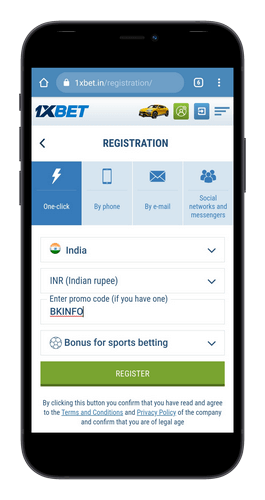 1xbet.in/registration/
6
1XBET
REGISTRATION
One-click
By phone
By e-mail
Social
networks and
messengers
India
INR (Indian rupee)
Enter promo code (if you have one)
BKINFO
Bonus for sports betting
REGISTER
By clicking this button you confirm that you have read and agree
to the Terms and Conditions and Privacy Policy of the company
and confirm that you are of legal age